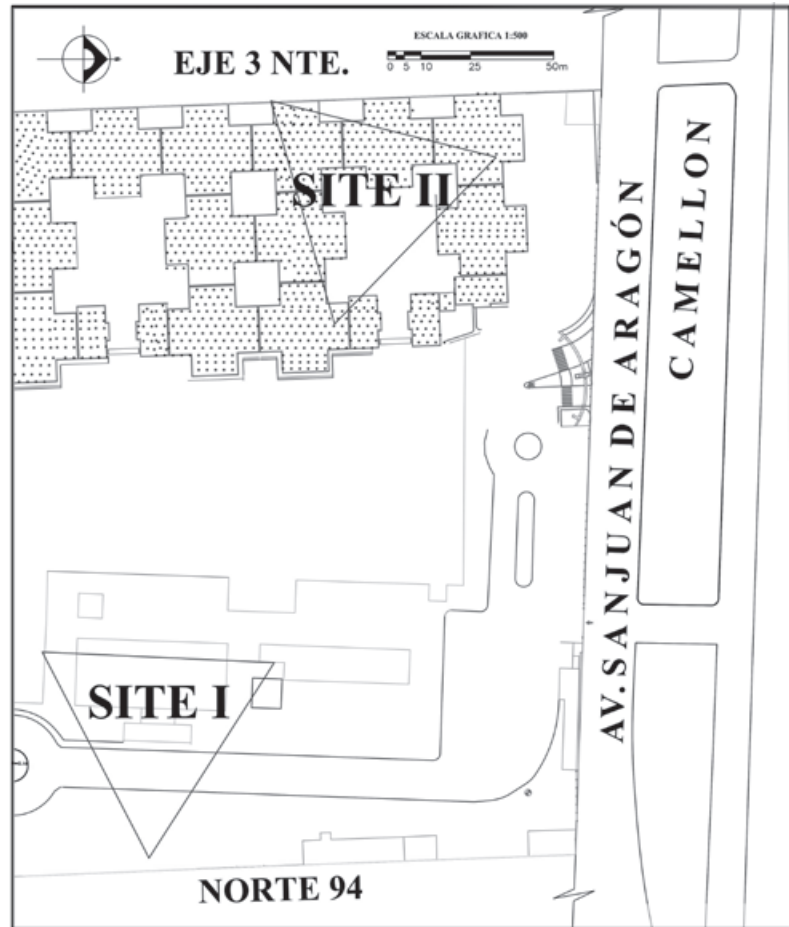 ESCALA GRAFICA 1:500
EJE 3 NTE.
0 5 10 25 50m
SITE II
CAMELLON
AV. SANJUAN DE ARAGÓN
SITE I
NORTE 94